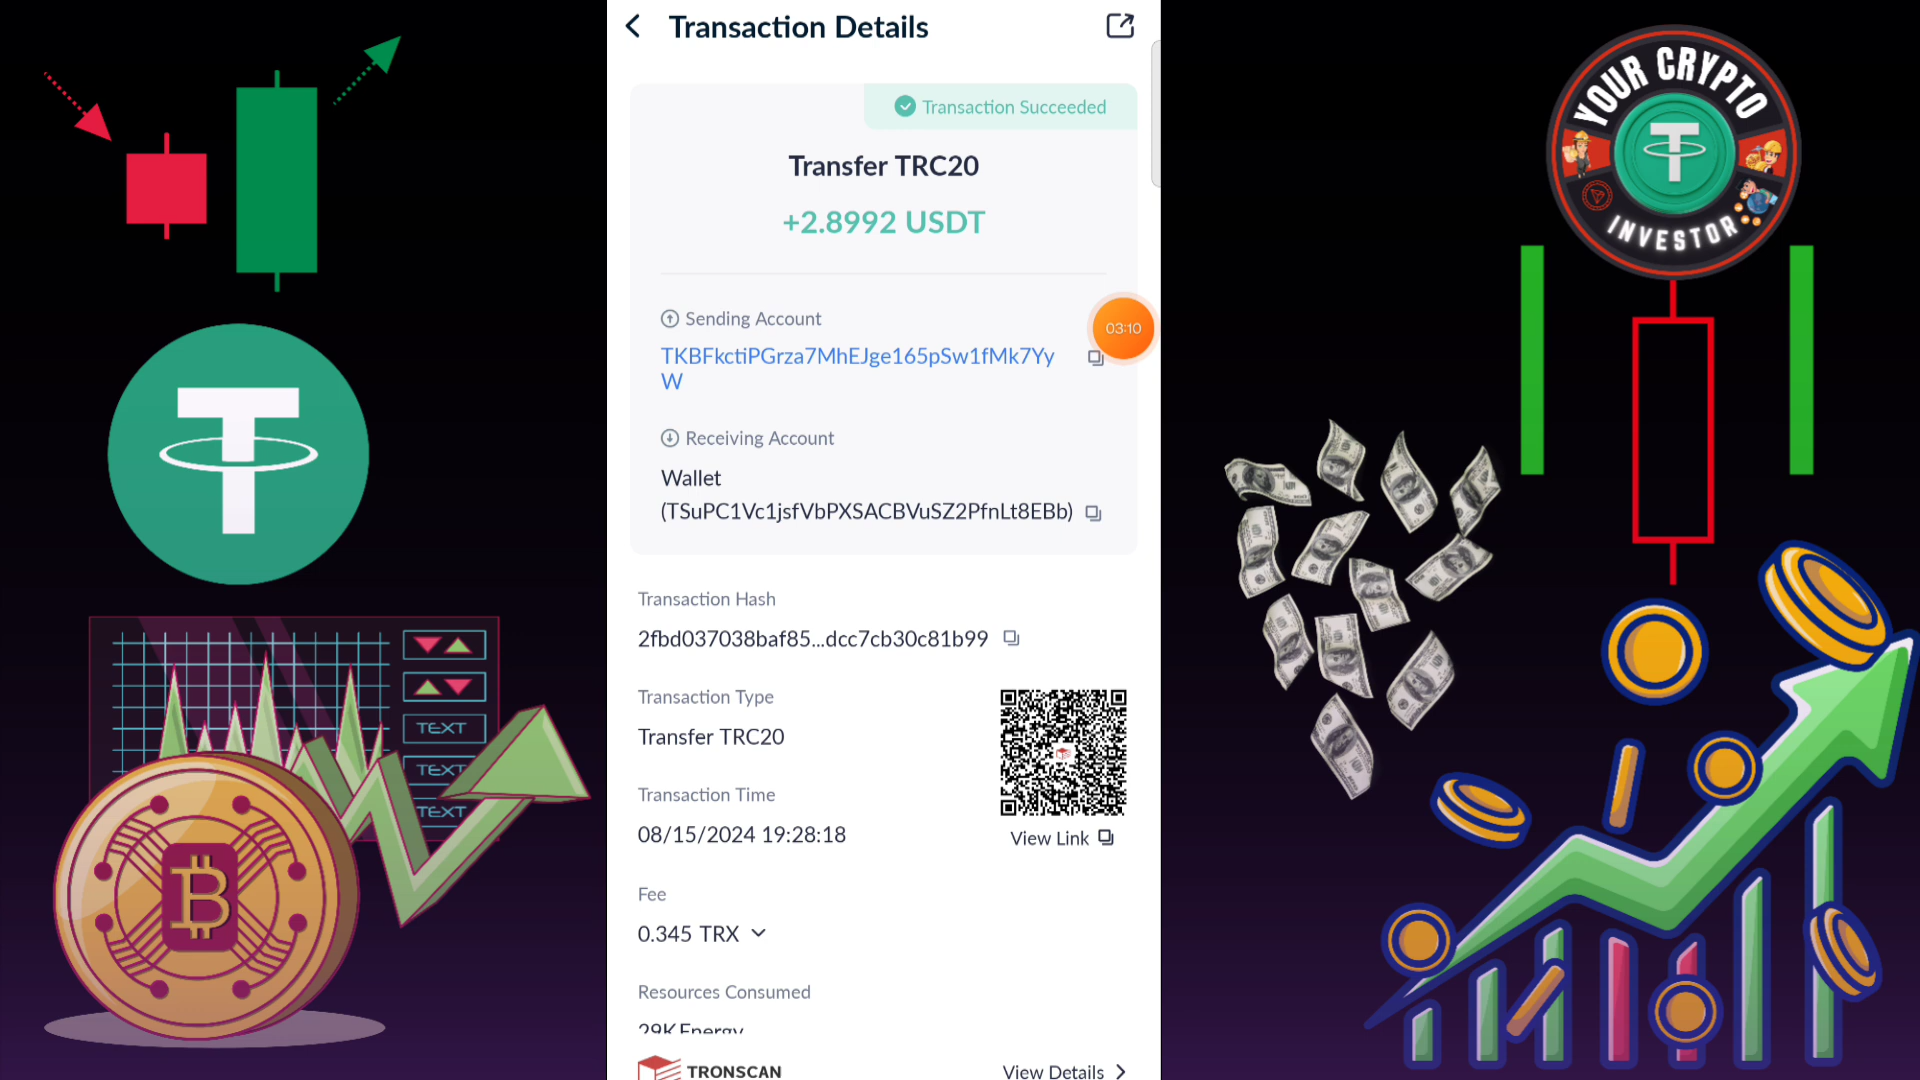 Transaction Details
Transaction Succeeded
Transfer TRC20
+2.8992 USDT
Sending Account
TKBFkctiPGrza7MhEJge165pSw1fMk7Yy
W
03:10
Receiving Account
Wallet
(TSuPC1Vc1jsfVbPXSACBVuSZ2PfnLt8EBb)
Transaction Hash
2fbd037038baf85...dcc7cb30c81b99
Transaction Type
Transfer TRC20
Transaction Time
08/15/2024 19:28:18
View Link
Fee
0.345 TRX
Resources Consumed
29K Energy
TRONSCAN
View Details
YOUR CRYPTO
INVESTOR
TEXT
TEXT
TEXT